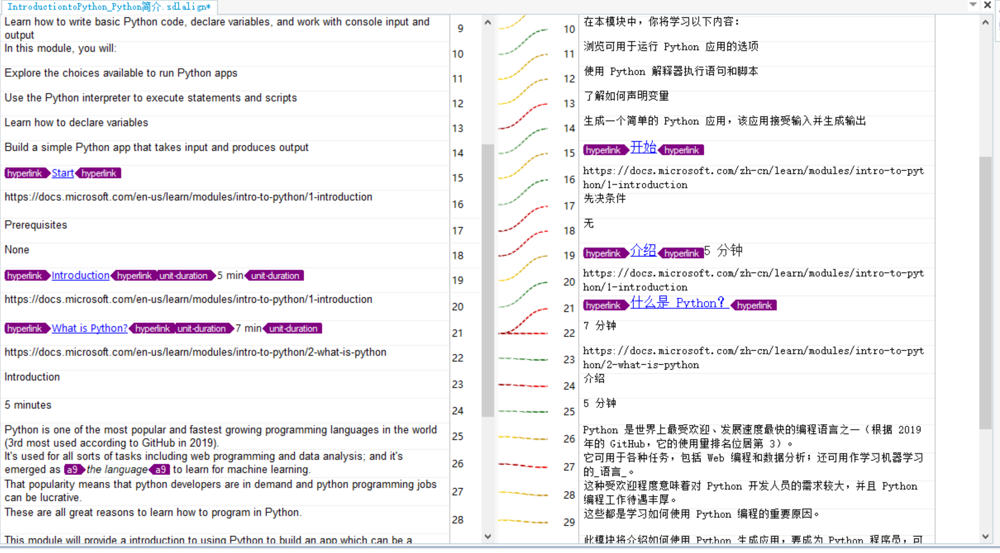 IntroductiontoPython_Python简介.sdlalign*
Learn how to write basic Python code, declare variables, and work with console input and
output
9
In this module, you will:
10
Explore the choices available to run Python apps
11
Use the Python interpreter to execute statements and scripts
12
Learn how to declare variables
13
Build a simple Python app that takes input and produces output
14
hyperlink Start hyperlink
15
https://docs.microsoft.com/en-us/learn/modules/intro-to-python/1-introduction
16
Prerequisites
17
None
18
hyperlink Introduction hyperlink unit-duration 5 min unit-duration
19
https://docs.microsoft.com/en-us/learn/modules/intro-to-python/1-introduction
20
hyperlink What is Python? hyperlink unit-duration 7 min unit-duration
21
https://docs.microsoft.com/en-us/learn/modules/intro-to-python/2-what-is-python
22
Introduction
23
5 minutes
24
Python is one of the most popular and fastest growing programming languages in the world
(3rd most used according to GitHub in 2019).
25
It's used for all sorts of tasks including web programming and data analysis; and it's
emerged as a9 the language a9 to learn for machine learning.
26
That popularity means that python developers are in demand and python programming jobs
can be lucrative.
27
These are all great reasons to learn how to program in Python.
28
This module will provide a introduction to using Python to build an app which can be a
10
在本模块中，你将学习以下内容：
11
浏览可用于运行 Python 应用的选项
12
使用 Python 解释器执行语句和脚本
13
了解如何声明变量
14
生成一个简单的 Python 应用，该应用接受输入并生成输出
15
hyperlink 开始 hyperlink
16
https://docs.microsoft.com/zh-cn/learn/modules/intro-to-pyt
hon/1-introduction
17
先决条件
18
无
19
hyperlink 介绍 hyperlink 5 分钟
20
https://docs.microsoft.com/zh-cn/learn/modules/intro-to-pyt
hon/1-introduction
21
hyperlink 什么是 Python？ hyperlink
22
7 分钟
23
https://docs.microsoft.com/zh-cn/learn/modules/intro-to-pyt
hon/2-what-is-python
24
介绍
25
5 分钟
26
Python 是世界上最受欢迎、发展速度最快的编程语言之一（根据 2019
年的 GitHub，它的使用量排名位居第 3）。
27
它可用于各种任务，包括 Web 编程和数据分析；还可用作学习机器学习
的_语言_。
28
这种受欢迎程度意味着对 Python 开发人员的需求较大，并且 Python
编程工作待遇丰厚。
29
这些都是学习如何使用 Python 编程的重要原因。
此模块将介绍如何使用 Python 生成应用，要成为 Python 程序员，可